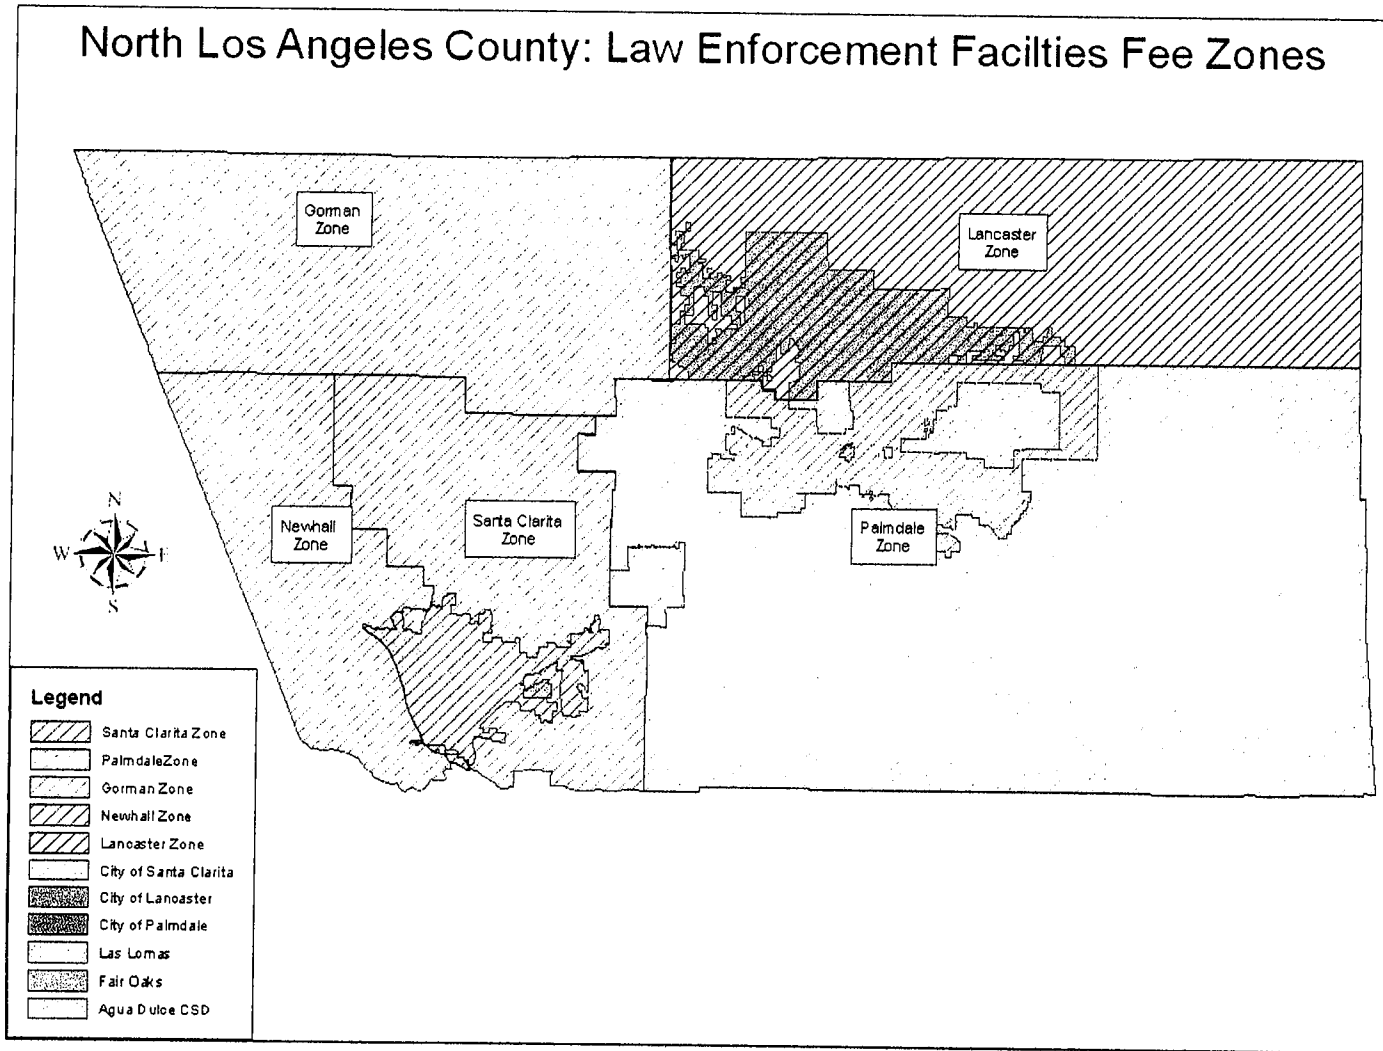 North Los Angeles County: Law Enforcement Facilties Fee Zones
Gorman
Zone
Lancaster
Zone
Newhall
Zone
Santa Clarita
Zone
Palmdale
Zone
N
W
E
S
Legend
Santa Clarita Zone
PalmdaleZone
Gorman Zone
Newhall Zone
Lancaster Zone
City of Santa Clarita
City of Lancaster
City of Palmdale
Las Lomas
Fair Oaks
Agua Dulce CSD